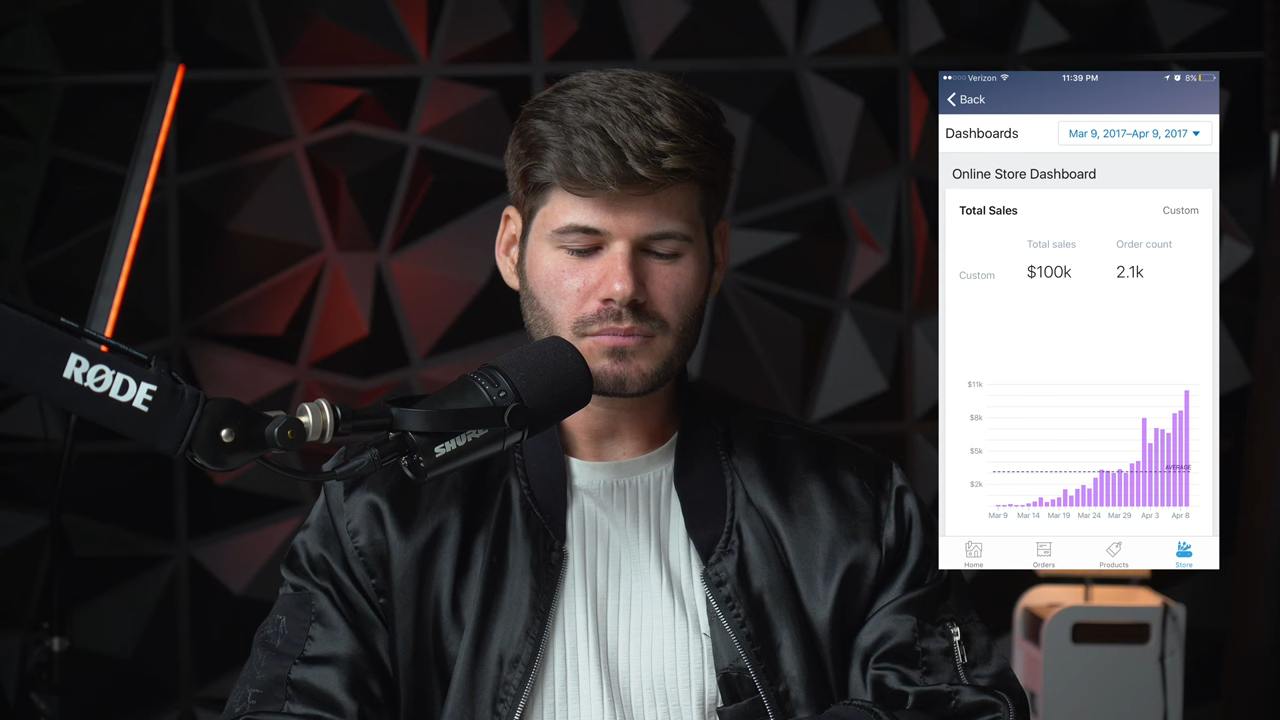 RØDE
SHURE
Verizon 11:39 PM 8%
Back
Dashboards Mar 9, 2017–Apr 9, 2017
Online Store Dashboard
Total Sales Custom
Total sales Order count
Custom $100k 2.1k
$11k
$8k
$5k
AVERAGE
$2k
Mar 9 Mar 14 Mar 19 Mar 24 Mar 29 Apr 3 Apr 8
Home Orders Products Store